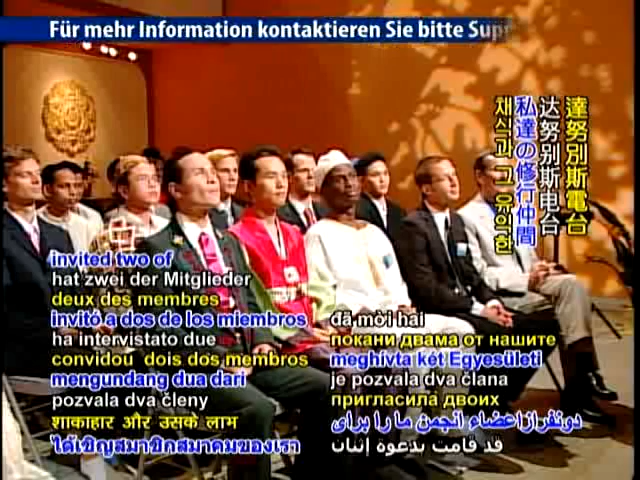 Für mehr Information kontaktieren Sie bitte Sup
達努別斯電台
达努别斯电台
私達の修行仲間
채식과 그 유익한
invited two of
hat zwei der Mitglieder
deux des membres
invitó a dos de los miembros
ha intervistato due
convidou dois dos membros
mengundang dua dari
pozvala dva členy
शाकाहार और उसके लाभ
ได้เชิญสมาชิกสมาคมของเรา
đã mời hai
покани двама от нашите
meghívta két Egyesületi
je pozvala dva člana
пригласила двоих
دونفرازاعضاء انجمن ما را برای
قد قامت بدعوة إثنان